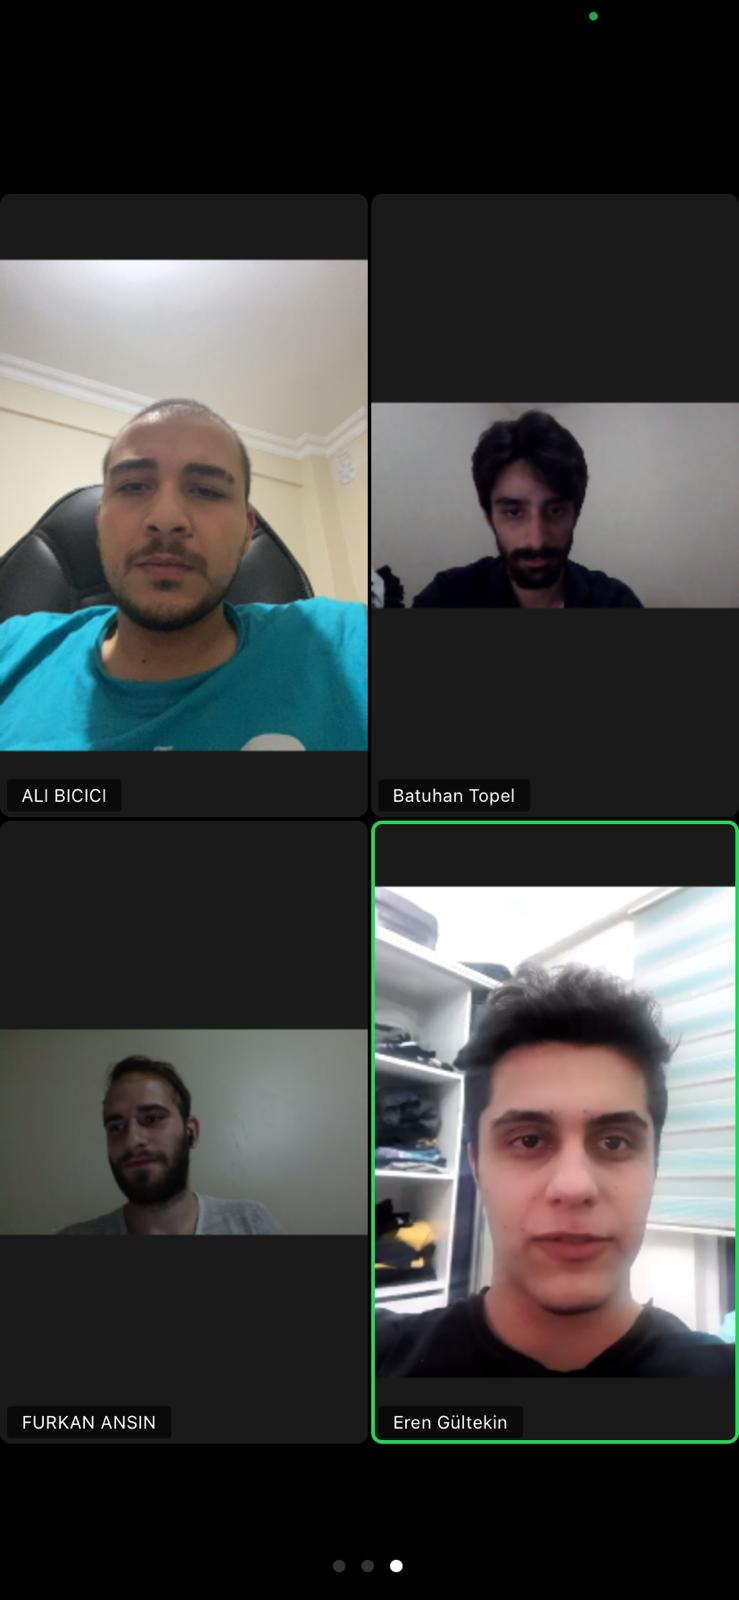 ALI BICICI
Batuhan Topel
FURKAN ANSIN
Eren Gültekin